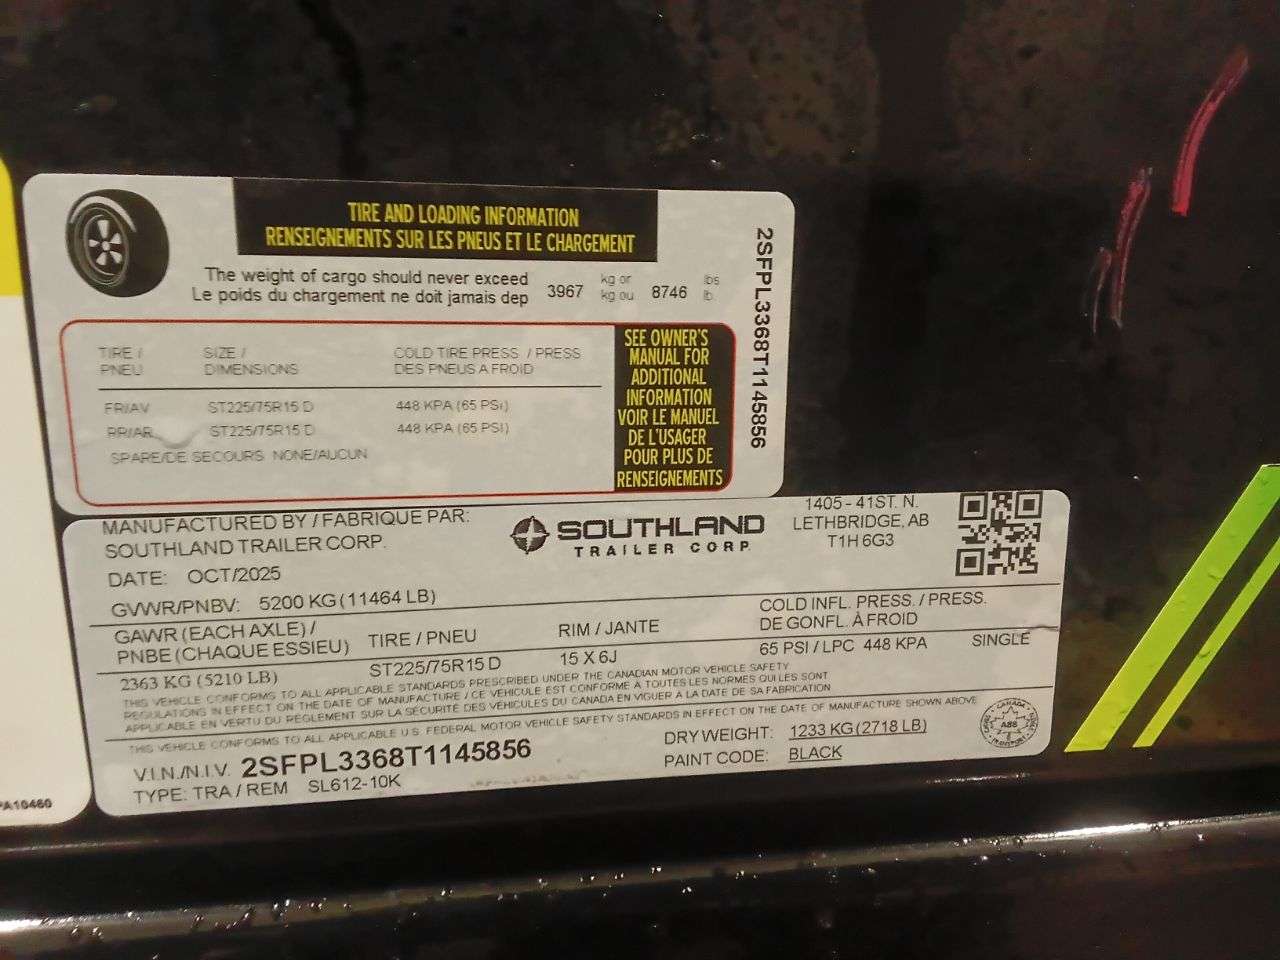 TIRE AND LOADING INFORMATION
RENSEIGNEMENTS SUR LES PNEUS ET LE CHARGEMENT
The weight of cargo should never exceed 3967 kg or 8746 lbs
Le poids du chargement ne doit jamais dep kg ou lb.
TIRE / SIZE / COLD TIRE PRESS / PRESS
PNEU DIMENSIONS DES PNEUS A FROID
FR/AV ST225/75R15 D 448 KPA (65 PSI)
RR/AR ST225/75R15 D 448 KPA (65 PSI)
SPARE/DE SECOURS NONE/AUCUN
SEE OWNER'S
MANUAL FOR
ADDITIONAL
INFORMATION
VOIR LE MANUEL
DE L'USAGER
POUR PLUS DE
RENSEIGNEMENTS
2SFPL3368T1145856
MANUFACTURED BY / FABRIQUE PAR:
SOUTHLAND TRAILER CORP.
SOUTHLAND
TRAILER CORP
1405 - 41ST. N.
LETHBRIDGE, AB
T1H 6G3
DATE: OCT/2025
GVWR/PNBV: 5200 KG (11464 LB)
GAWR (EACH AXLE) / TIRE / PNEU RIM / JANTE COLD INFL. PRESS. / PRESS.
PNBE (CHAQUE ESSIEU) DE GONFL. À FROID
2363 KG (5210 LB) ST225/75R15 D 15 X 6J 65 PSI / LPC 448 KPA SINGLE
THIS VEHICLE CONFORMS TO ALL APPLICABLE STANDARDS PRESCRIBED UNDER THE CANADIAN MOTOR VEHICLE SAFETY
REGULATIONS IN EFFECT ON THE DATE OF MANUFACTURE / CE VEHICULE EST CONFORME A TOUTES LES NORMES QUI LES SONT
APPLICABLE EN VERTU DU RÈGLEMENT SUR LA SÉCURITÉ DES VÉHICULES DU CANADA EN VIGUER A LA DATE DE SA FABRICATION
THIS VEHICLE CONFORMS TO ALL APPLICABLE U.S. FEDERAL MOTOR VEHICLE SAFETY STANDARDS IN EFFECT ON THE DATE OF MANUFACTURE SHOWN ABOVE
V.I.N./N.I.V. 2SFPL3368T1145856
TYPE: TRA / REM SL612-10K
DRY WEIGHT: 1233 KG (2718 LB)
PAINT CODE: BLACK
CANADA
A88
TRANSPORT
PA10460